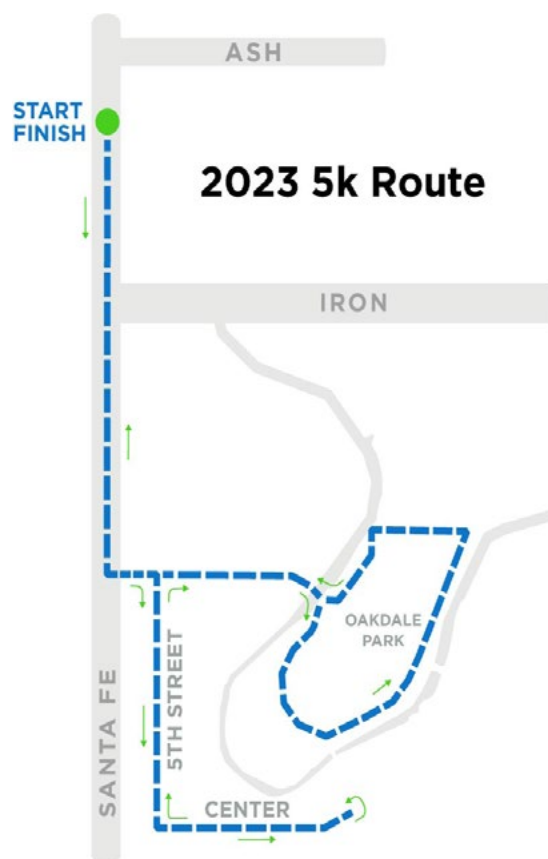 ASH
START
FINISH
2023 5k Route
IRON
OAKDALE
PARK
5TH STREET
SANTA FE
CENTER